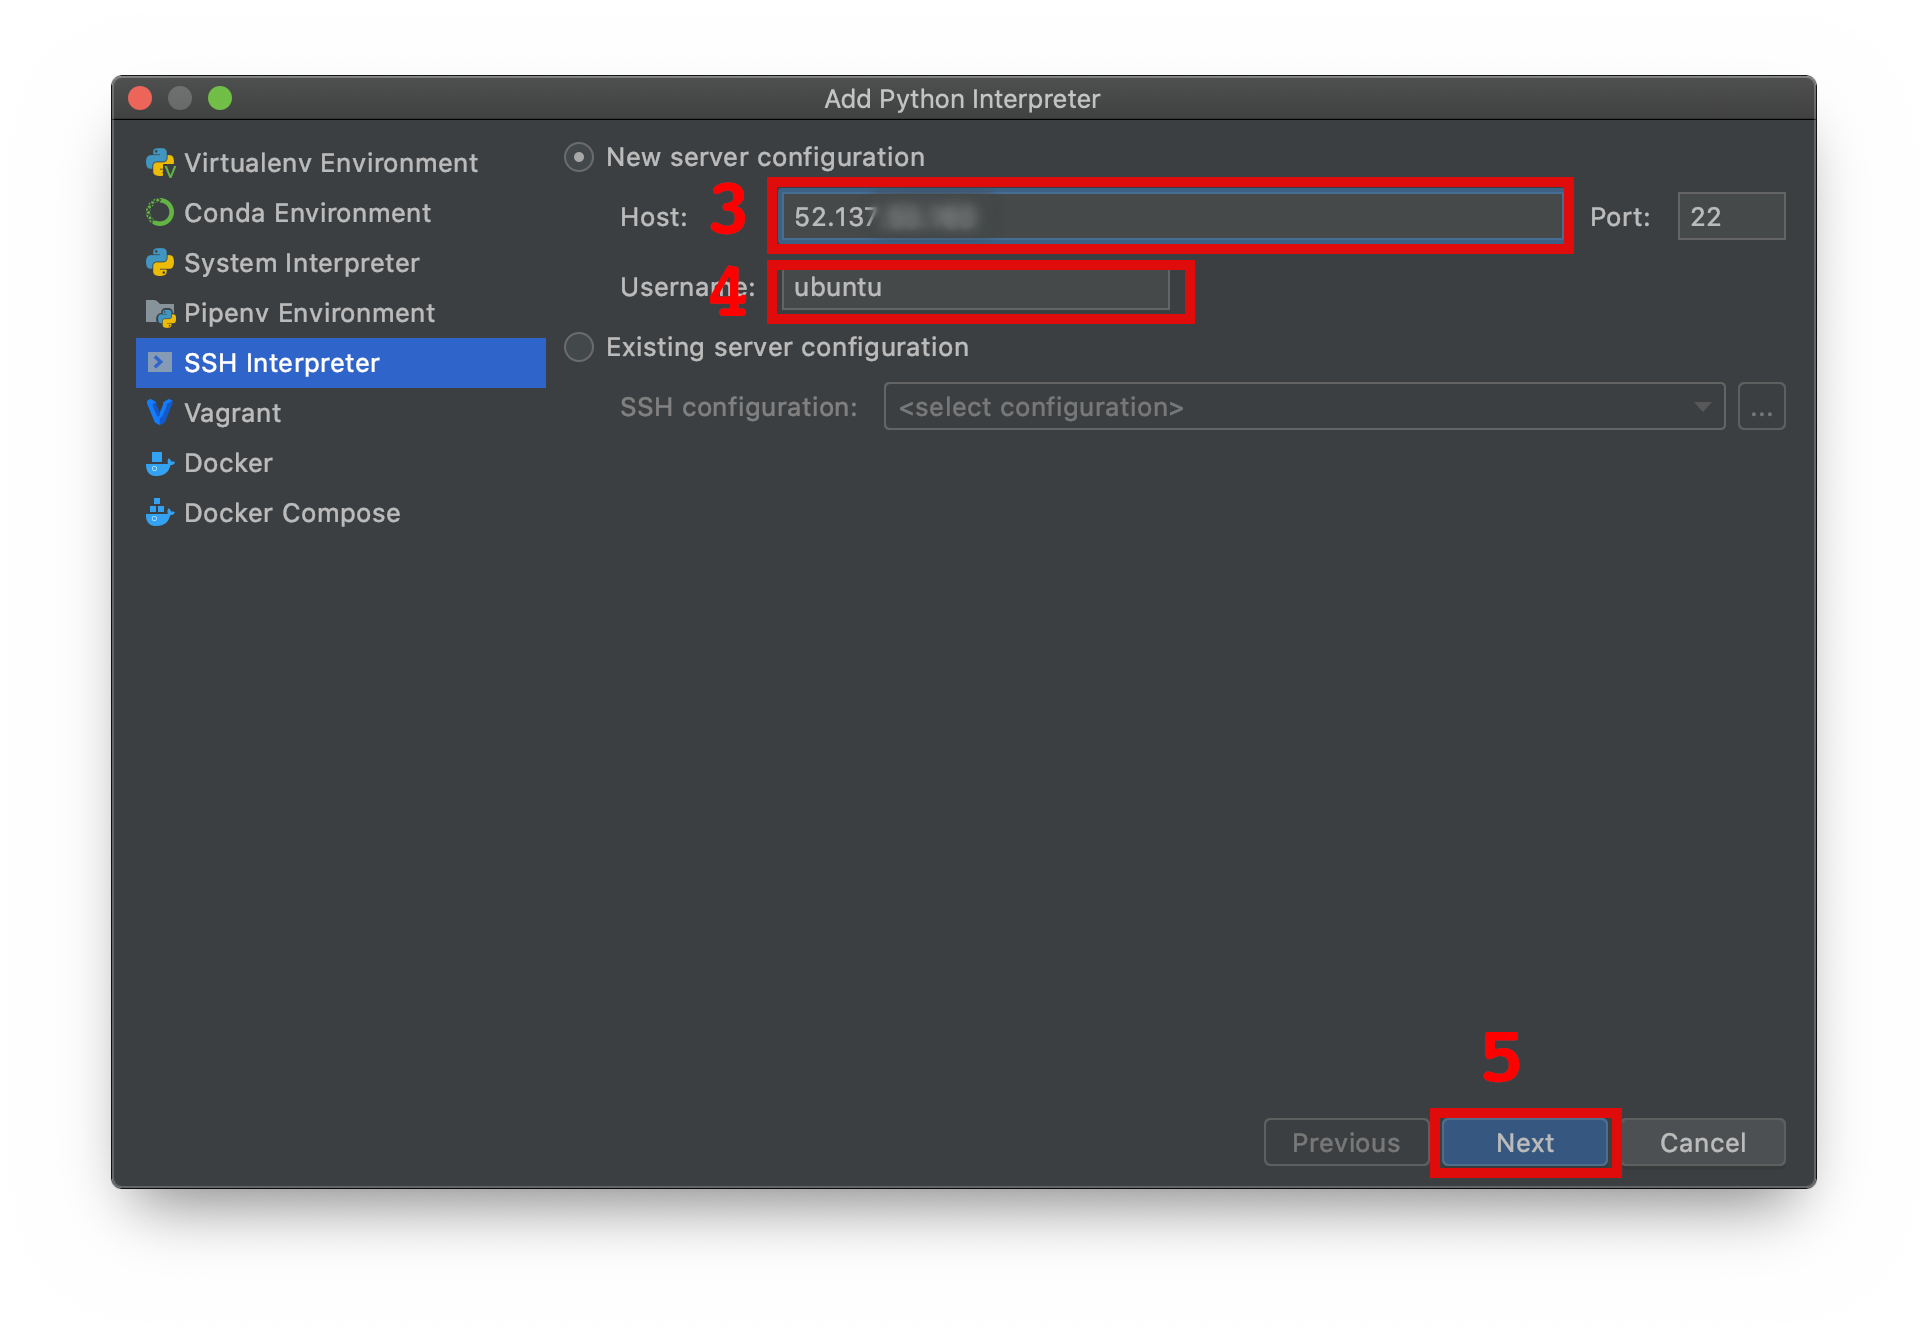 Add Python Interpreter
Virtualenv Environment
Conda Environment
System Interpreter
Pipenv Environment
SSH Interpreter
Vagrant
Docker
Docker Compose
New server configuration
Host: 3 52.137 Port: 22
Username: 4 ubuntu
Existing server configuration
SSH configuration: <select configuration> ...
5
Previous Next Cancel